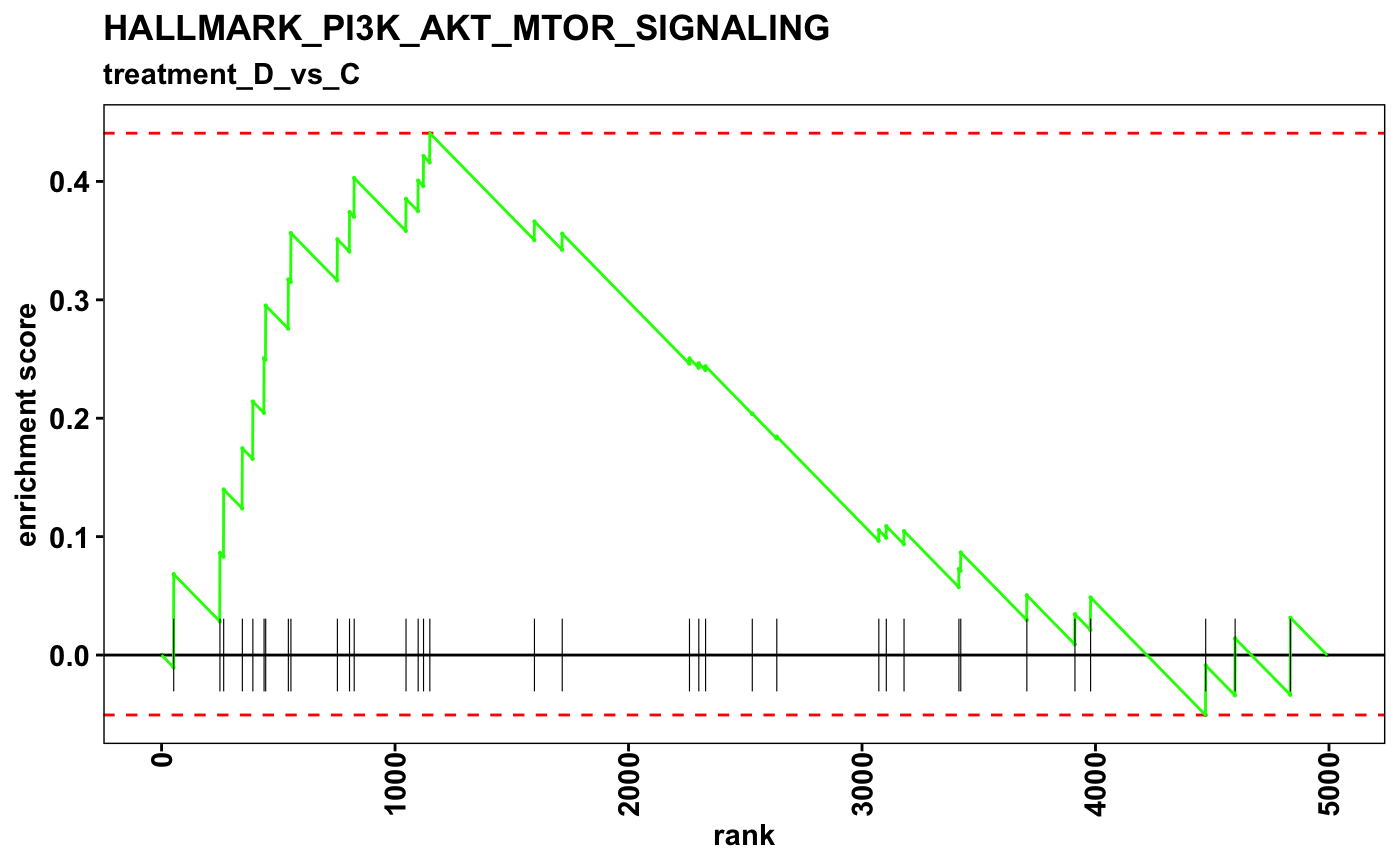 HALLMARK_PI3K_AKT_MTOR_SIGNALING
treatment_D_vs_C
enrichment score
0.4
0.3
0.2
0.1
0.0
0
1000
2000
3000
4000
5000
rank